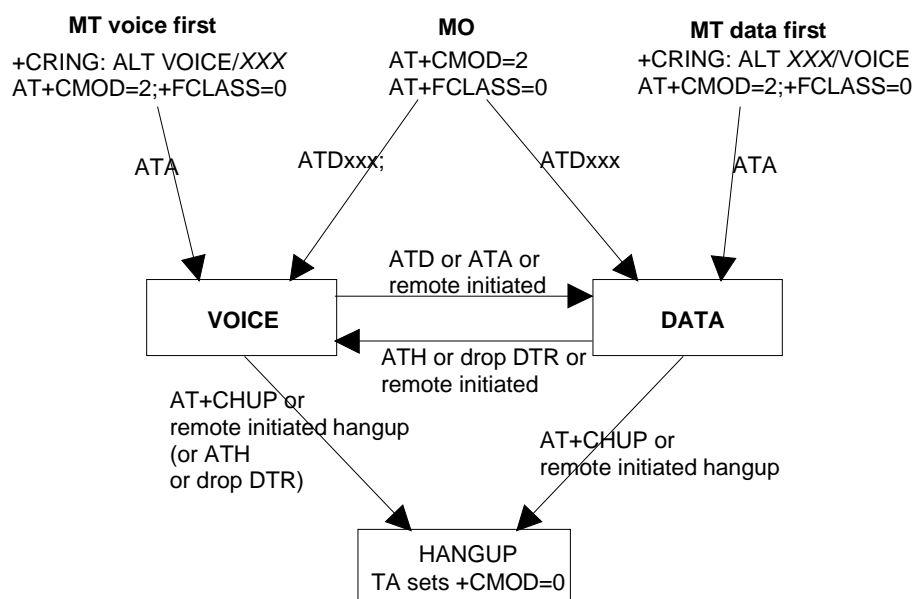 MT voice first
+CRING: ALT VOICE/XXX
AT+CMOD=2;+FCLASS=0
MO
AT+CMOD=2
AT+FCLASS=0
MT data first
+CRING: ALT XXX/VOICE
AT+CMOD=2;+FCLASS=0
ATA
ATDxxx;
ATDxxx
ATA
ATD or ATA or
remote initiated
VOICE
DATA
ATH or drop DTR or
remote initiated
AT+CHUP or
remote initiated hangup
(or ATH
or drop DTR)
AT+CHUP or
remote initiated hangup
HANGUP
TA sets +CMOD=0